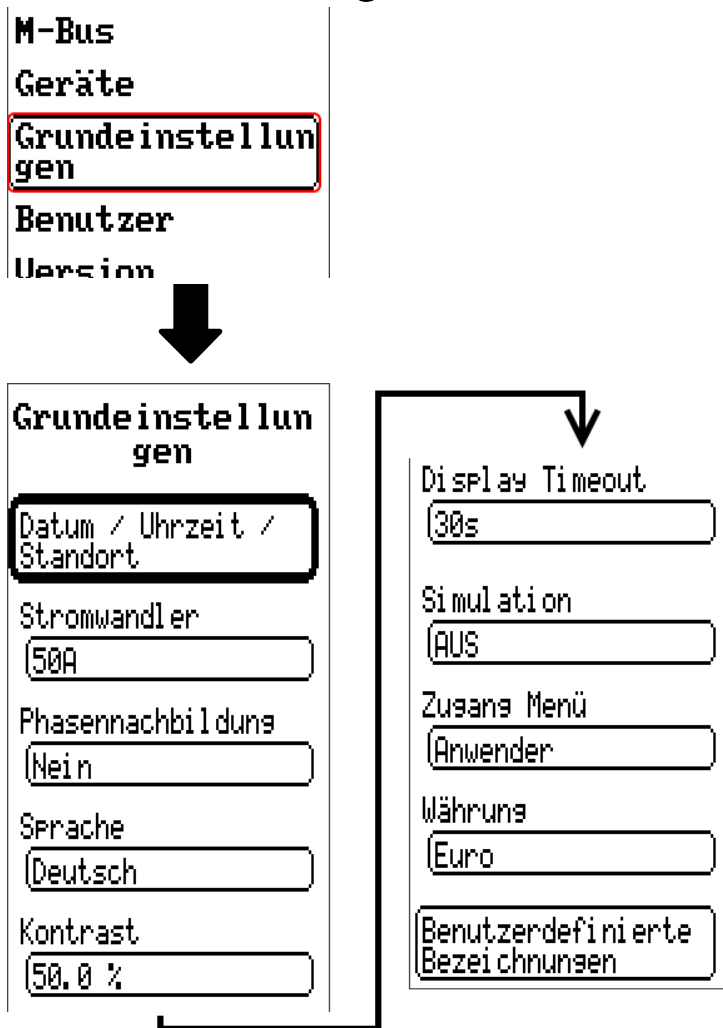 M-Bus
Geräte
Grundeinstellun
gen
Benutzer
Version
Grundeinstellun
gen
Datum / Uhrzeit /
Standort
Stromwandler
50A
Phasennachbildung
Nein
Sprache
Deutsch
Kontrast
50.0 %
Display Timeout
30s
Simulation
AUS
Zugang Menü
Anwender
Währung
Euro
Benutzerdefinierte
Bezeichnungen